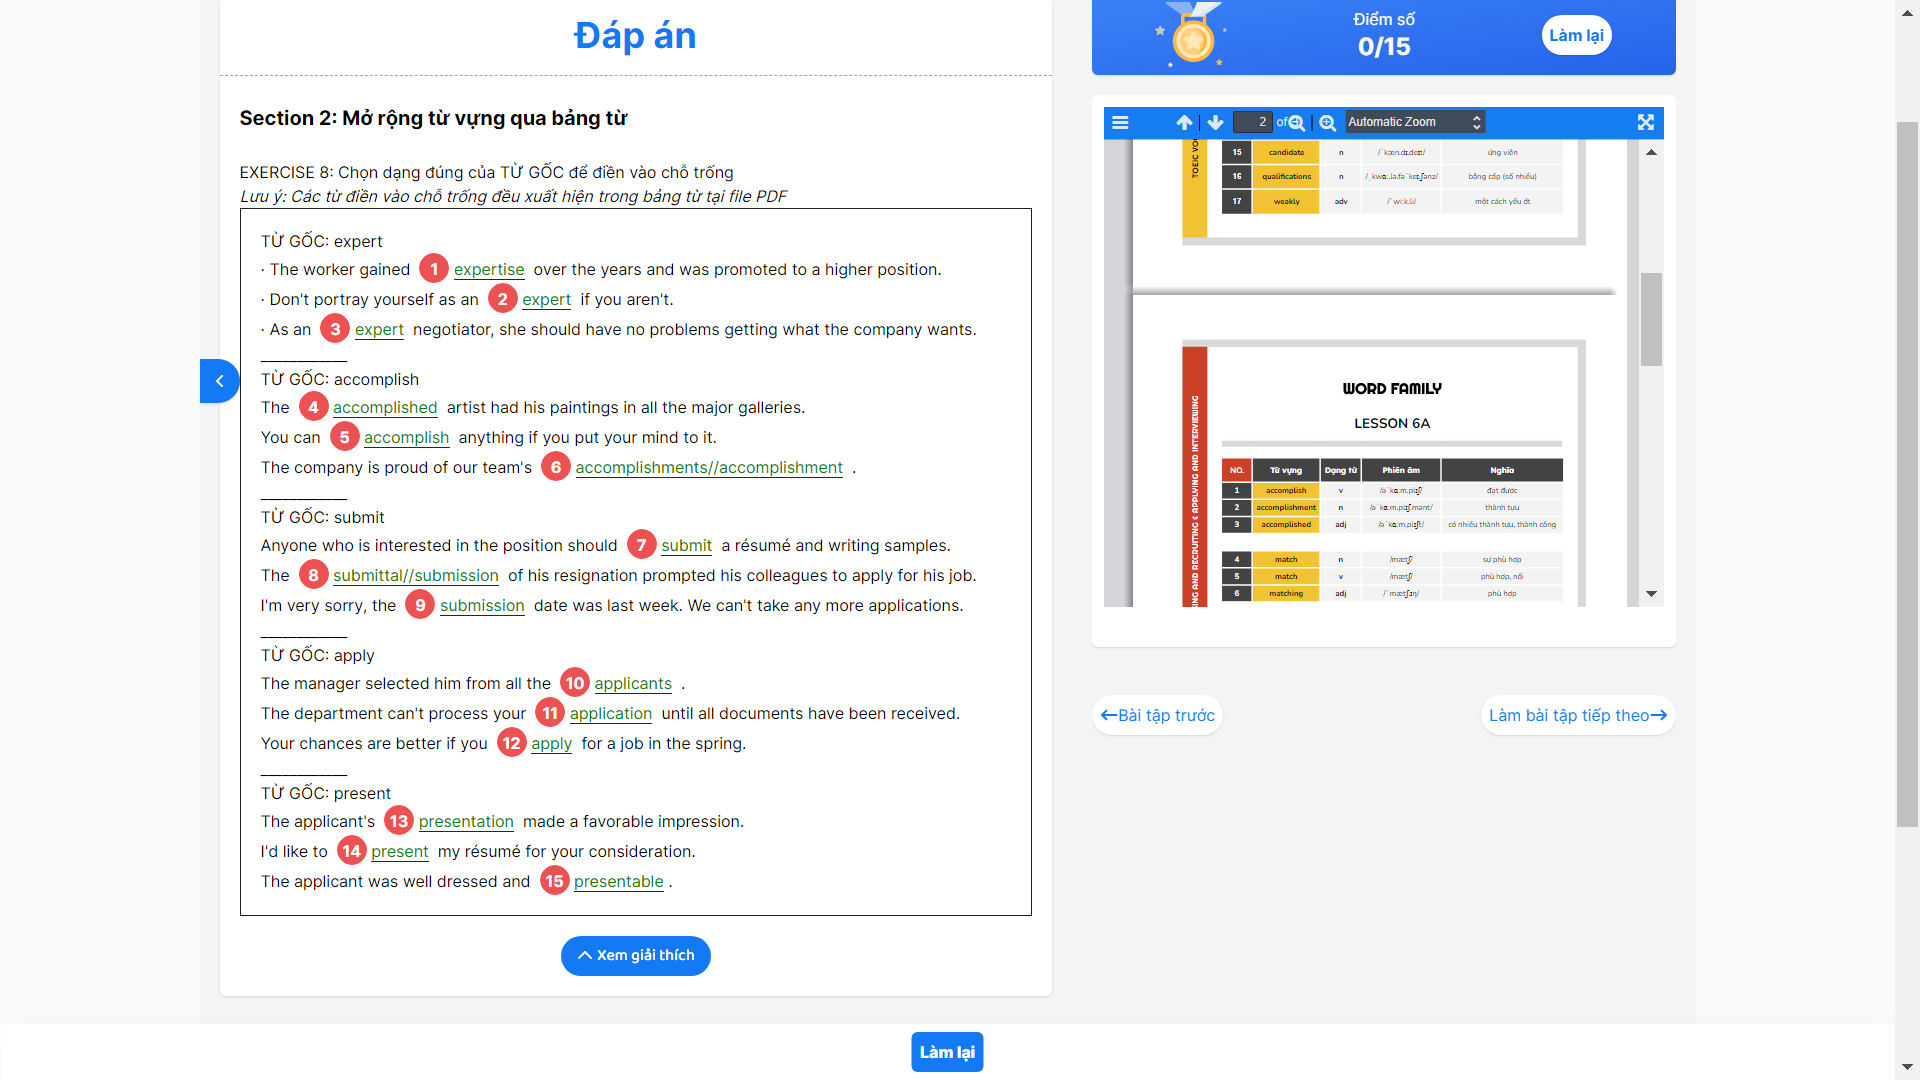 Đáp án
Section 2: Mở rộng từ vựng qua bảng từ
EXERCISE 8: Chọn dạng đúng của TỪ GỐC để điền vào chỗ trống
Lưu ý: Các từ điền vào chỗ trống đều xuất hiện trong bảng từ tại file PDF
TỪ GỐC: expert
· The worker gained 1 expertise over the years and was promoted to a higher position.
· Don't portray yourself as an 2 expert if you aren't.
· As an 3 expert negotiator, she should have no problems getting what the company wants.
____________
TỪ GỐC: accomplish
The 4 accomplished artist had his paintings in all the major galleries.
You can 5 accomplish anything if you put your mind to it.
The company is proud of our team's 6 accomplishments//accomplishment .
____________
TỪ GỐC: submit
Anyone who is interested in the position should 7 submit a résumé and writing samples.
The 8 submittal//submission of his resignation prompted his colleagues to apply for his job.
I'm very sorry, the 9 submission date was last week. We can't take any more applications.
____________
TỪ GỐC: apply
The manager selected him from all the 10 applicants .
The department can't process your 11 application until all documents have been received.
Your chances are better if you 12 apply for a job in the spring.
____________
TỪ GỐC: present
The applicant's 13 presentation made a favorable impression.
I'd like to 14 present my résumé for your consideration.
The applicant was well dressed and 15 presentable .
Xem giải thích
Điểm số
0/15
Làm lại
2 of Automatic Zoom
15 candidate n /ˈkæn.dɪ.deɪt/ ứng viên
16 qualifications n /ˌkwɑː.lə.fəˈkeɪ.ʃənz/ bằng cấp (số nhiều)
17 weakly adv /ˈwiːk.li/ một cách yếu ớt
WORD FAMILY
LESSON 6A
NO. Từ vựng Dạng từ Phiên âm Nghĩa
1 accomplish v /əˈkɑːm.plɪʃ/ đạt được
2 accomplishment n /əˈkɑːm.plɪʃ.mənt/ thành tựu
3 accomplished adj /əˈkɑːm.plɪʃt/ có nhiều thành tựu, thành công
4 match n /mætʃ/ sự phù hợp
5 match v /mætʃ/ phù hợp, nối
6 matching adj /ˈmætʃ.ɪŋ/ phù hợp
AND RECRUITING & APPLYING AND INTERVIEWING
Bài tập trước
Làm bài tập tiếp theo
Làm lại